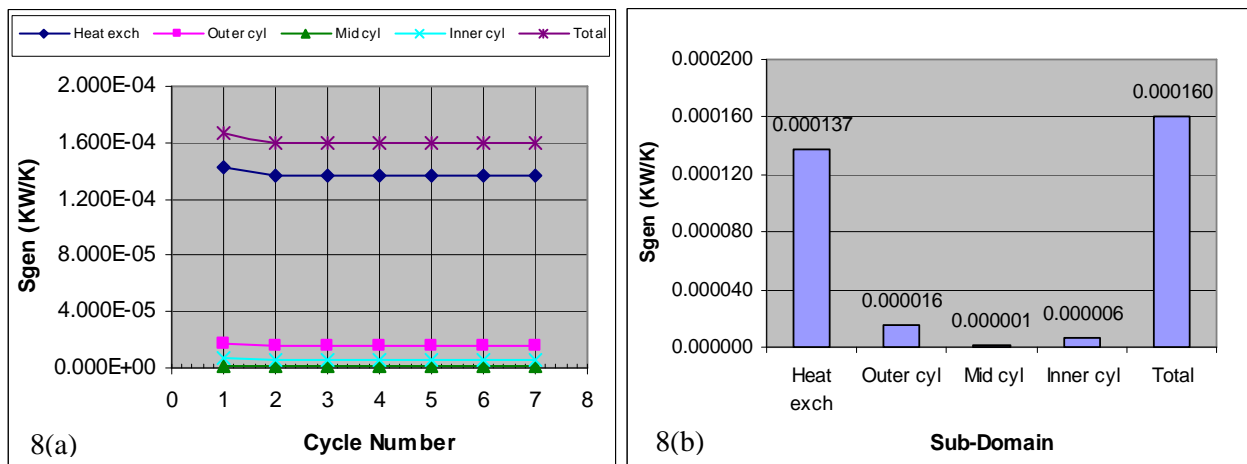 Heat exch Outer cyl Mid cyl Inner cyl Total
2.000E-04
1.600E-04
1.200E-04
8.000E-05
4.000E-05
0.000E+00
Sgen (KW/K)
0 1 2 3 4 5 6 7 8
Cycle Number
8(a)
0.000200
0.000160
0.000120
0.000080
0.000040
0.000000
Sgen (KW/K)
0.000137
0.000016
0.000001
0.000006
0.000160
Heat
exch
Outer cyl
Mid cyl
Inner cyl
Total
Sub-Domain
8(b)